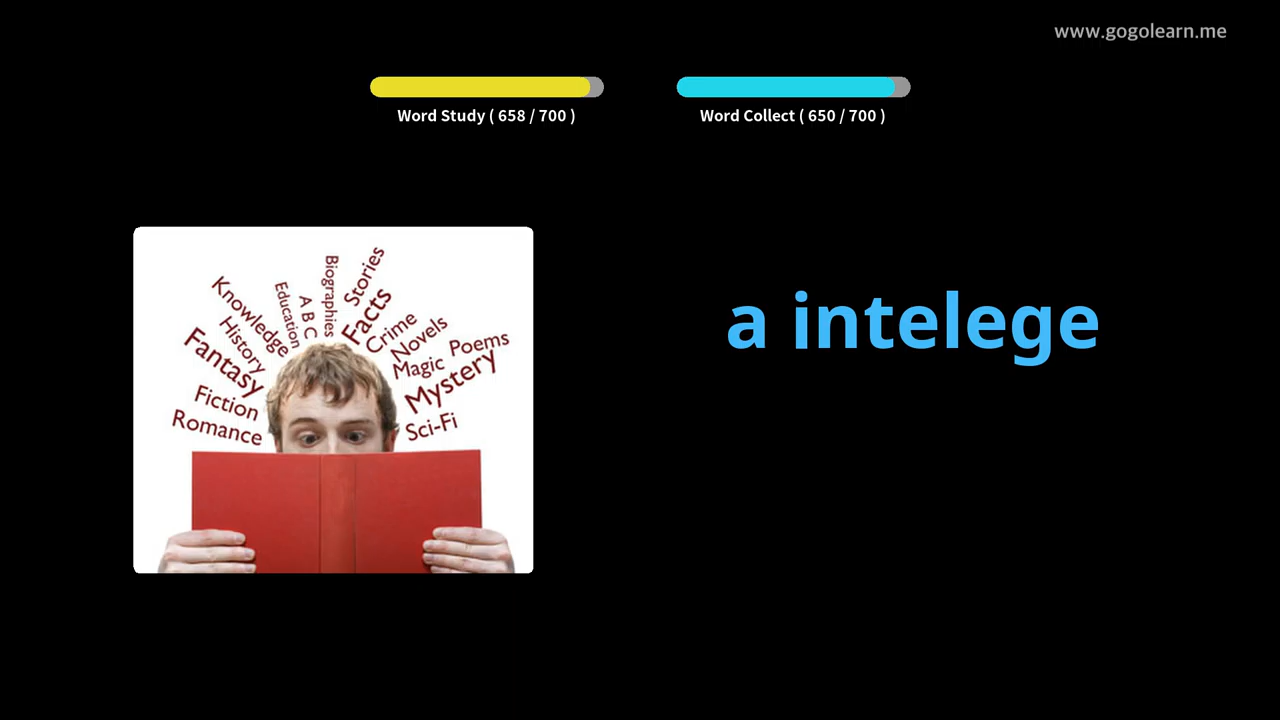 www.gogolearn.me
Word Study ( 658 / 700 )
Word Collect ( 650 / 700 )
a intelege
Knowledge
History
Fantasy
Fiction
Romance
Education
A B C
Biographies
Stories
Facts
Crime
Novels
Magic
Poems
Mystery
Sci-Fi